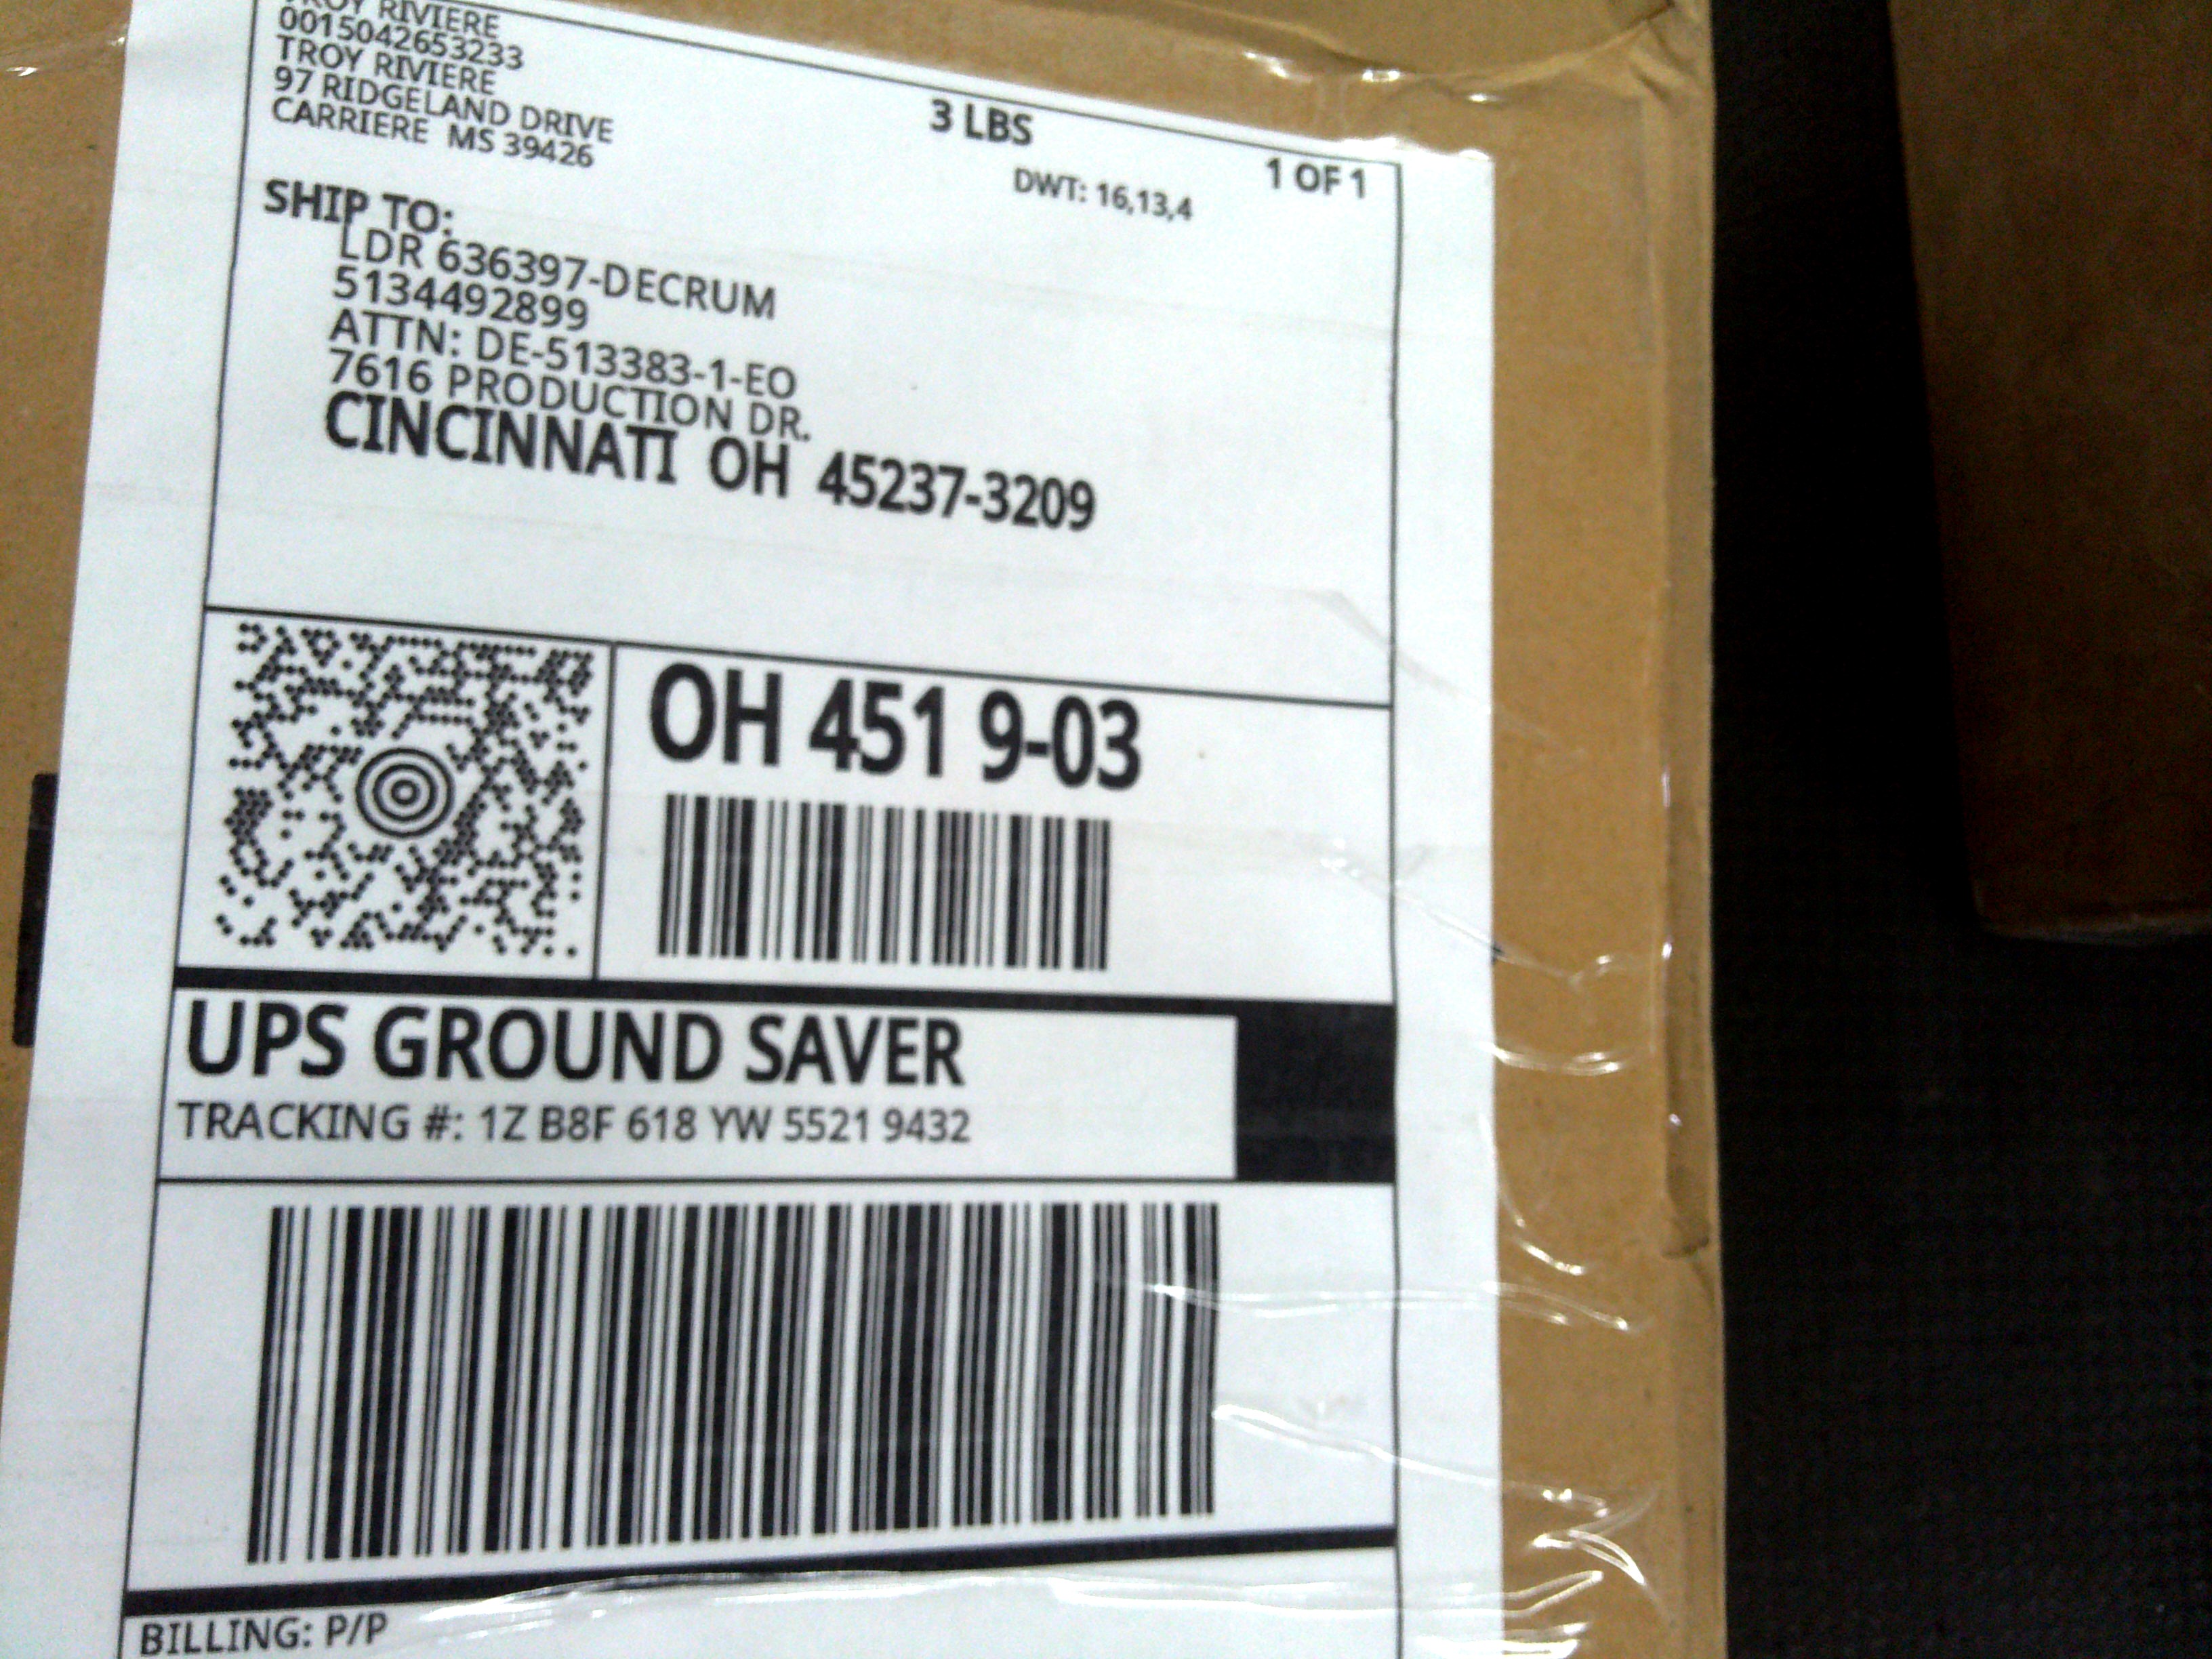 TROY RIVIERE
0015042653233
TROY RIVIERE
97 RIDGELAND DRIVE
CARRIERE MS 39426
3 LBS
1 OF 1
DWT: 16,13,4
SHIP TO:
LDR 636397-DECRUM
5134492899
ATTN: DE-513383-1-EO
7616 PRODUCTION DR.
CINCINNATI OH 45237-3209
OH 451 9-03
UPS GROUND SAVER
TRACKING #: 1Z B8F 618 YW 5521 9432
BILLING: P/P